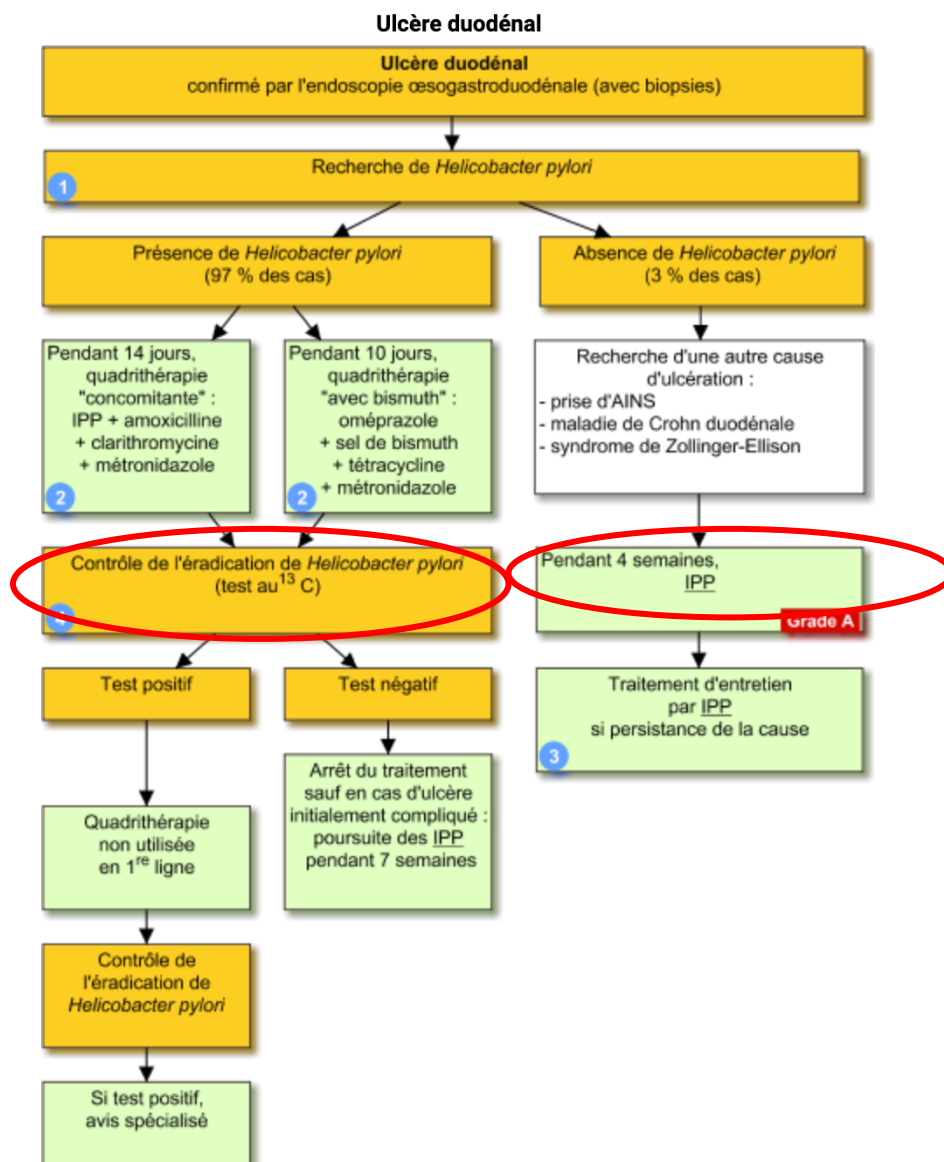 Ulcère duodénal
Ulcère duodénal
confirmé par l'endoscopie œsogastroduodénale (avec biopsies)
Recherche de Helicobacter pylori
1
Présence de Helicobacter pylori
(97 % des cas)
Absence de Helicobacter pylori
(3 % des cas)
Pendant 14 jours,
quadrithérapie
"concomitante" :
IPP + amoxicilline
+ clarithromycine
+ métronidazole
2
Pendant 10 jours,
quadrithérapie
"avec bismuth" :
oméprazole
+ sel de bismuth
+ tétracycline
+ métronidazole
2
Recherche d'une autre cause
d'ulcération :
- prise d'AINS
- maladie de Crohn duodénale
- syndrome de Zollinger-Ellison
Contrôle de l'éradication de Helicobacter pylori
(test au 13 C)
4
Pendant 4 semaines,
IPP
Grade A
Test positif
Test négatif
Traitement d'entretien
par IPP
si persistance de la cause
3
Quadrithérapie
non utilisée
en 1re ligne
Arrêt du traitement
sauf en cas d'ulcère
initialement compliqué :
poursuite des IPP
pendant 7 semaines
Contrôle de
l'éradication de
Helicobacter pylori
Si test positif,
avis spécialisé